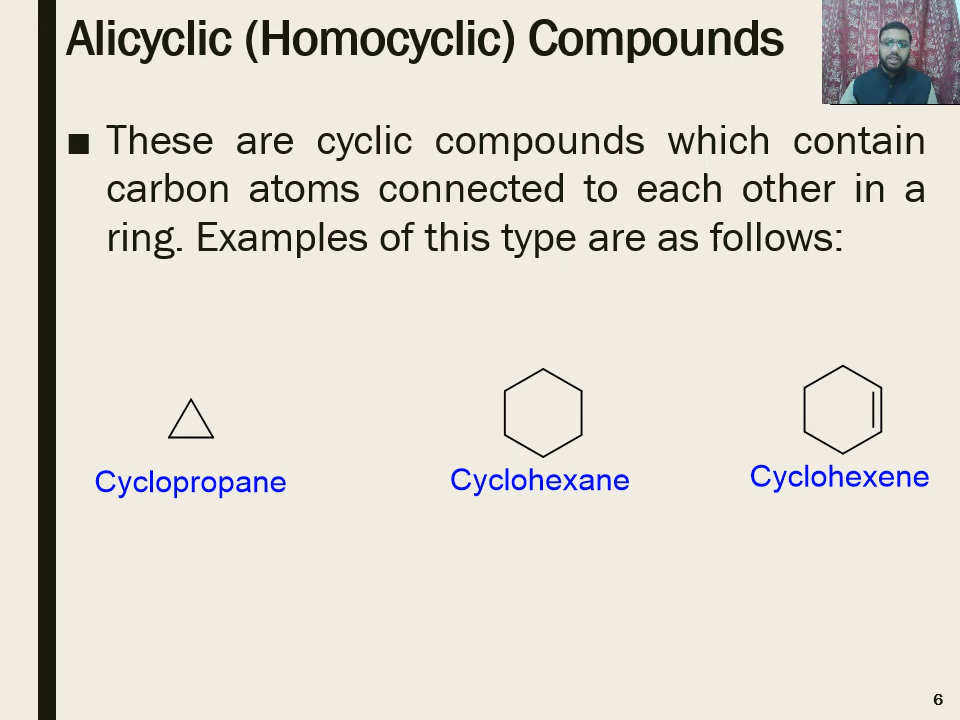 Alicyclic (Homocyclic) Compounds
■ These are cyclic compounds which contain
carbon atoms connected to each other in a
ring. Examples of this type are as follows:
Cyclopropane
Cyclohexane
Cyclohexene
6